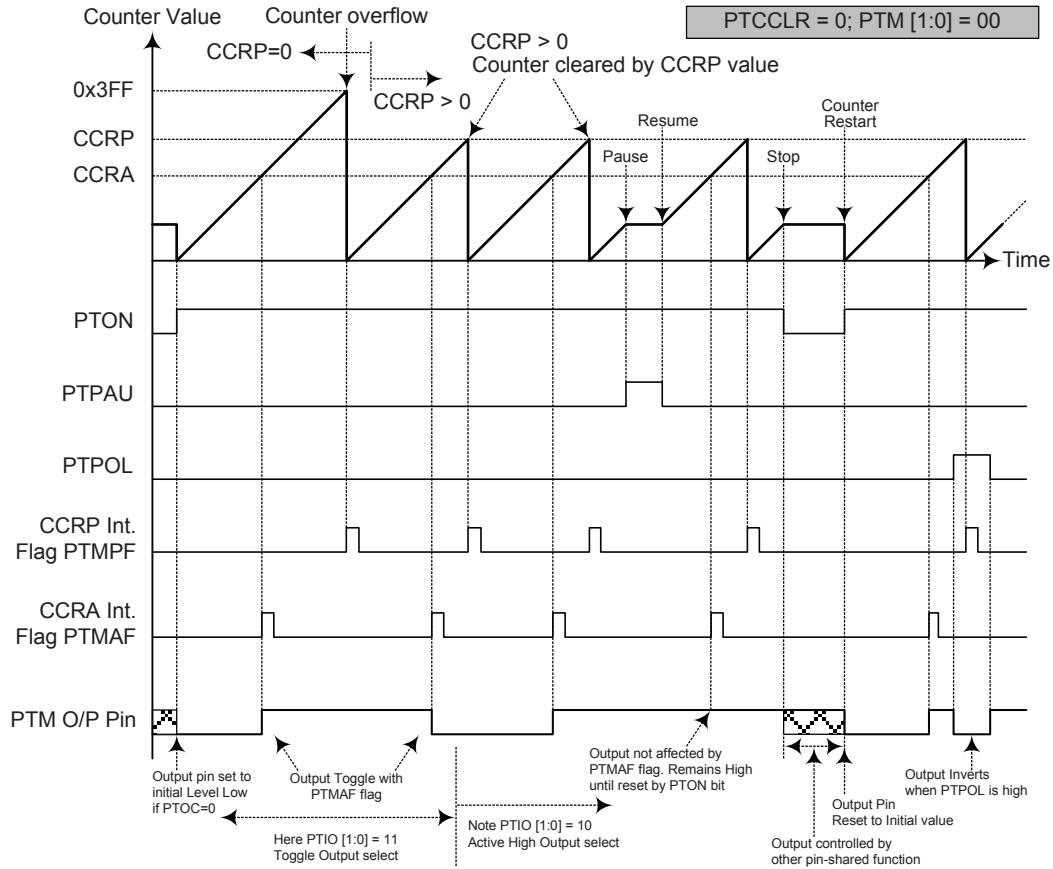 Counter Value
Counter overflow
PTCCLR = 0; PTM [1:0] = 00
CCRP=0
CCRP > 0
CCRP > 0
Counter cleared by CCRP value
0x3FF
CCRP
CCRA
Pause
Resume
Stop
Counter
Restart
Time
PTON
PTPAU
PTPOL
CCRP Int.
Flag PTMPF
CCRA Int.
Flag PTMAF
PTM O/P Pin
Output pin set to
initial Level Low
if PTOC=0
Output Toggle with
PTMAF flag
Here PTIO [1:0] = 11
Toggle Output select
Note PTIO [1:0] = 10
Active High Output select
Output not affected by
PTMAF flag. Remains High
until reset by PTON bit
Output controlled by
other pin-shared function
Output Pin
Reset to Initial value
Output Inverts
when PTPOL is high